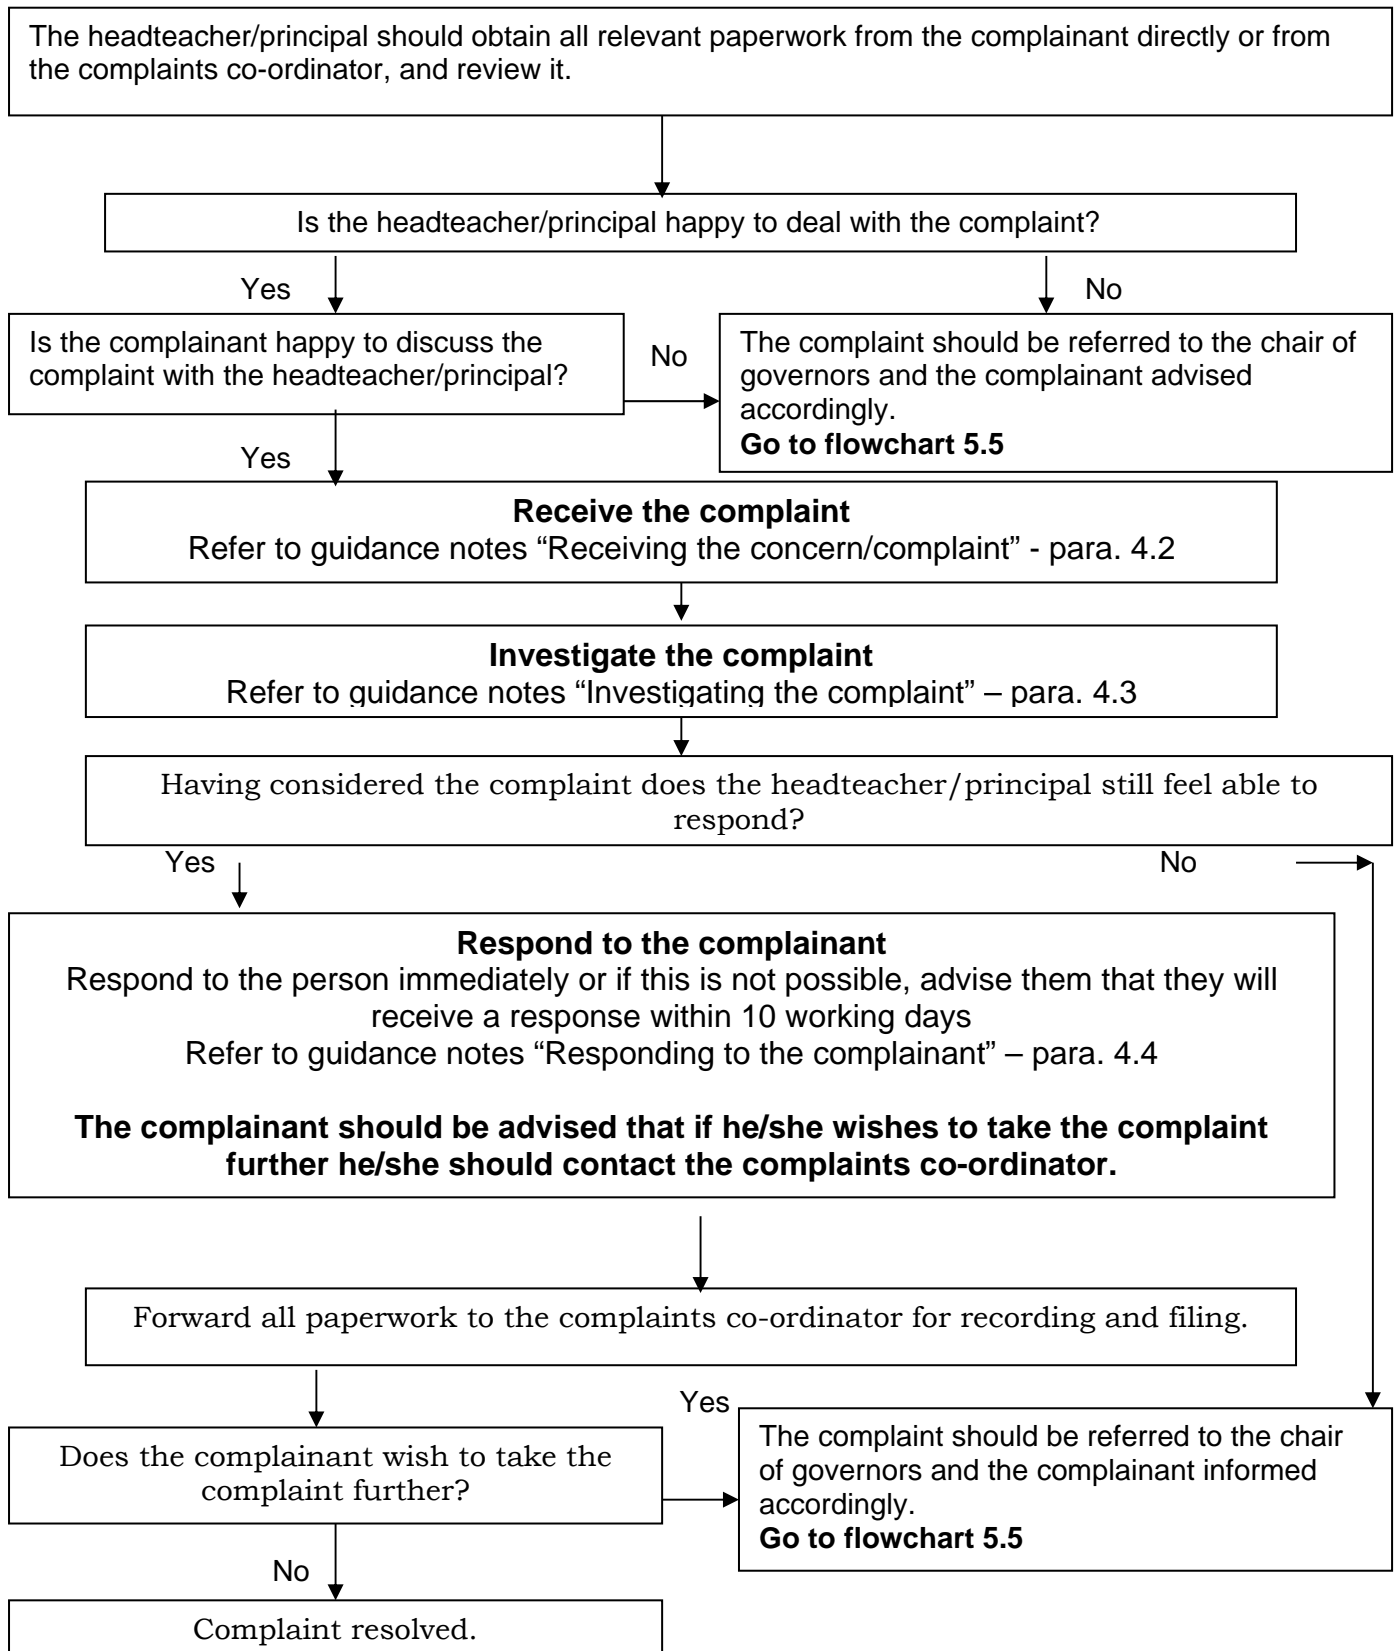 The headteacher/principal should obtain all relevant paperwork from the complainant directly or from
the complaints co-ordinator, and review it.
Is the headteacher/principal happy to deal with the complaint?
Yes
No
Is the complainant happy to discuss the
complaint with the headteacher/principal?
No
The complaint should be referred to the chair of
governors and the complainant advised
accordingly.
Go to flowchart 5.5
Yes
Receive the complaint
Refer to guidance notes “Receiving the concern/complaint” - para. 4.2
Investigate the complaint
Refer to guidance notes “Investigating the complaint” – para. 4.3
Having considered the complaint does the headteacher/principal still feel able to
respond?
Yes
No
Respond to the complainant
Respond to the person immediately or if this is not possible, advise them that they will
receive a response within 10 working days
Refer to guidance notes “Responding to the complainant” – para. 4.4
The complainant should be advised that if he/she wishes to take the complaint
further he/she should contact the complaints co-ordinator.
Forward all paperwork to the complaints co-ordinator for recording and filing.
Does the complainant wish to take the
complaint further?
Yes
The complaint should be referred to the chair
of governors and the complainant informed
accordingly.
Go to flowchart 5.5
No
Complaint resolved.